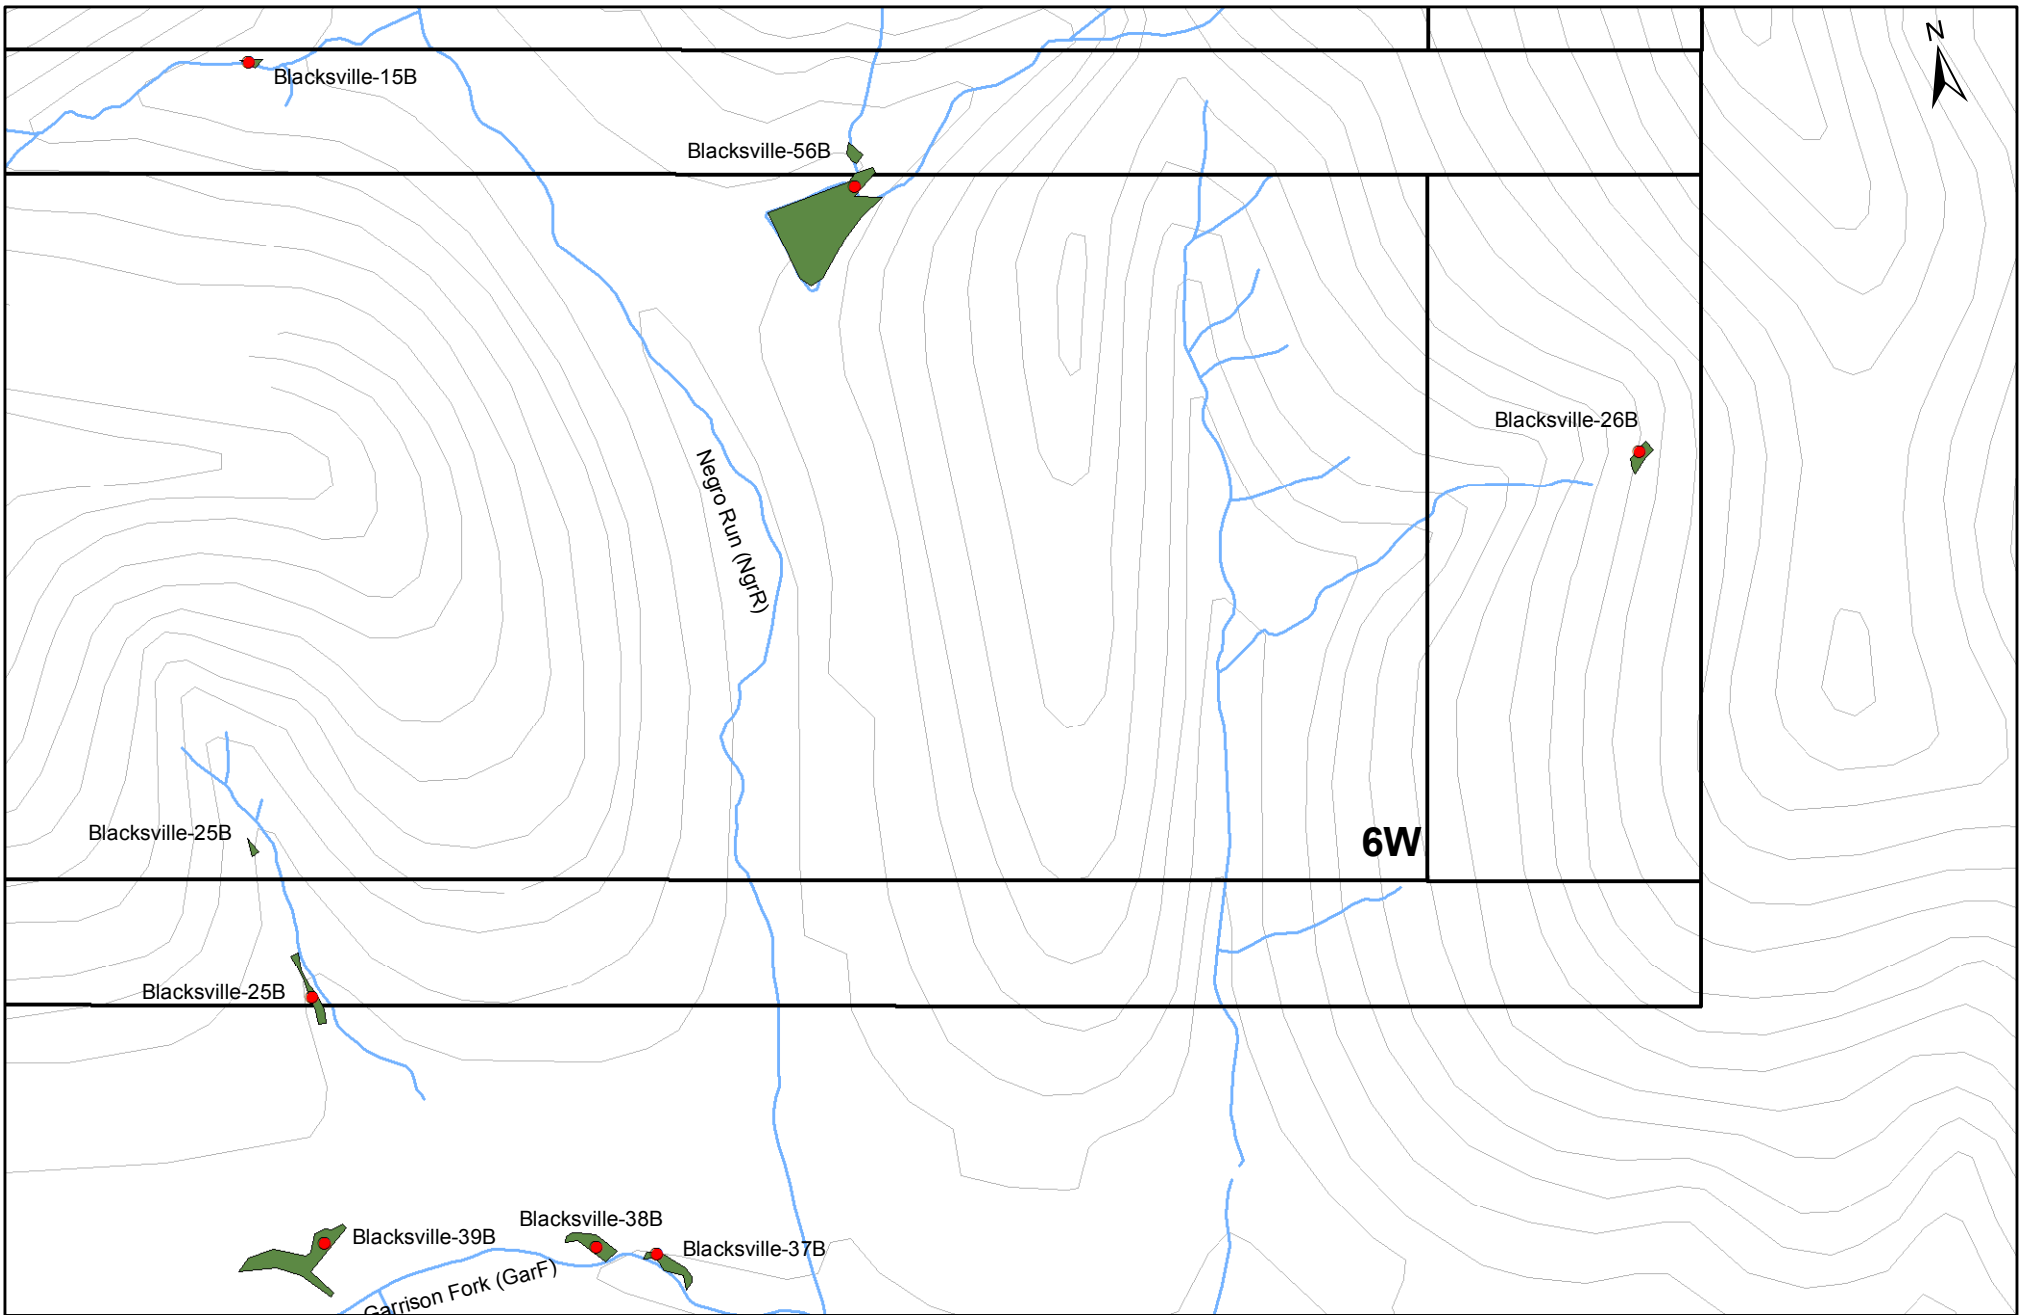 N
Blacksville-15B
Blacksville-56B
Blacksville-26B
Negro Run (NgrR)
Blacksville-25B
6W
Blacksville-25B
Blacksville-38B
Blacksville-39B
Blacksville-37B
Garrison Fork (GarF)